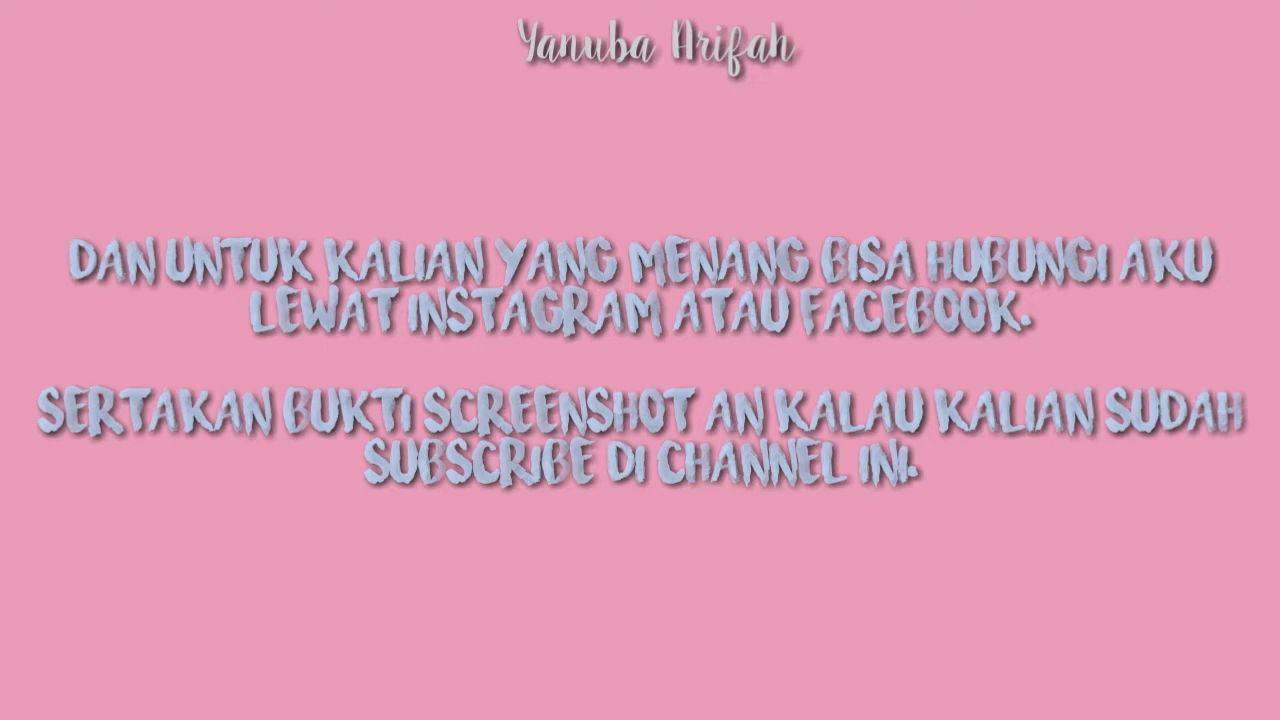 Yanuba Arifah
DAN UNTUK KALIAN YANG MENANG BISA HUBUNGI AKU
LEWAT INSTAGRAM ATAU FACEBOOK.
SERTAKAN BUKTI SCREENSHOT AN KALAU KALIAN SUDAH
SUBSCRIBE DI CHANNEL INI.